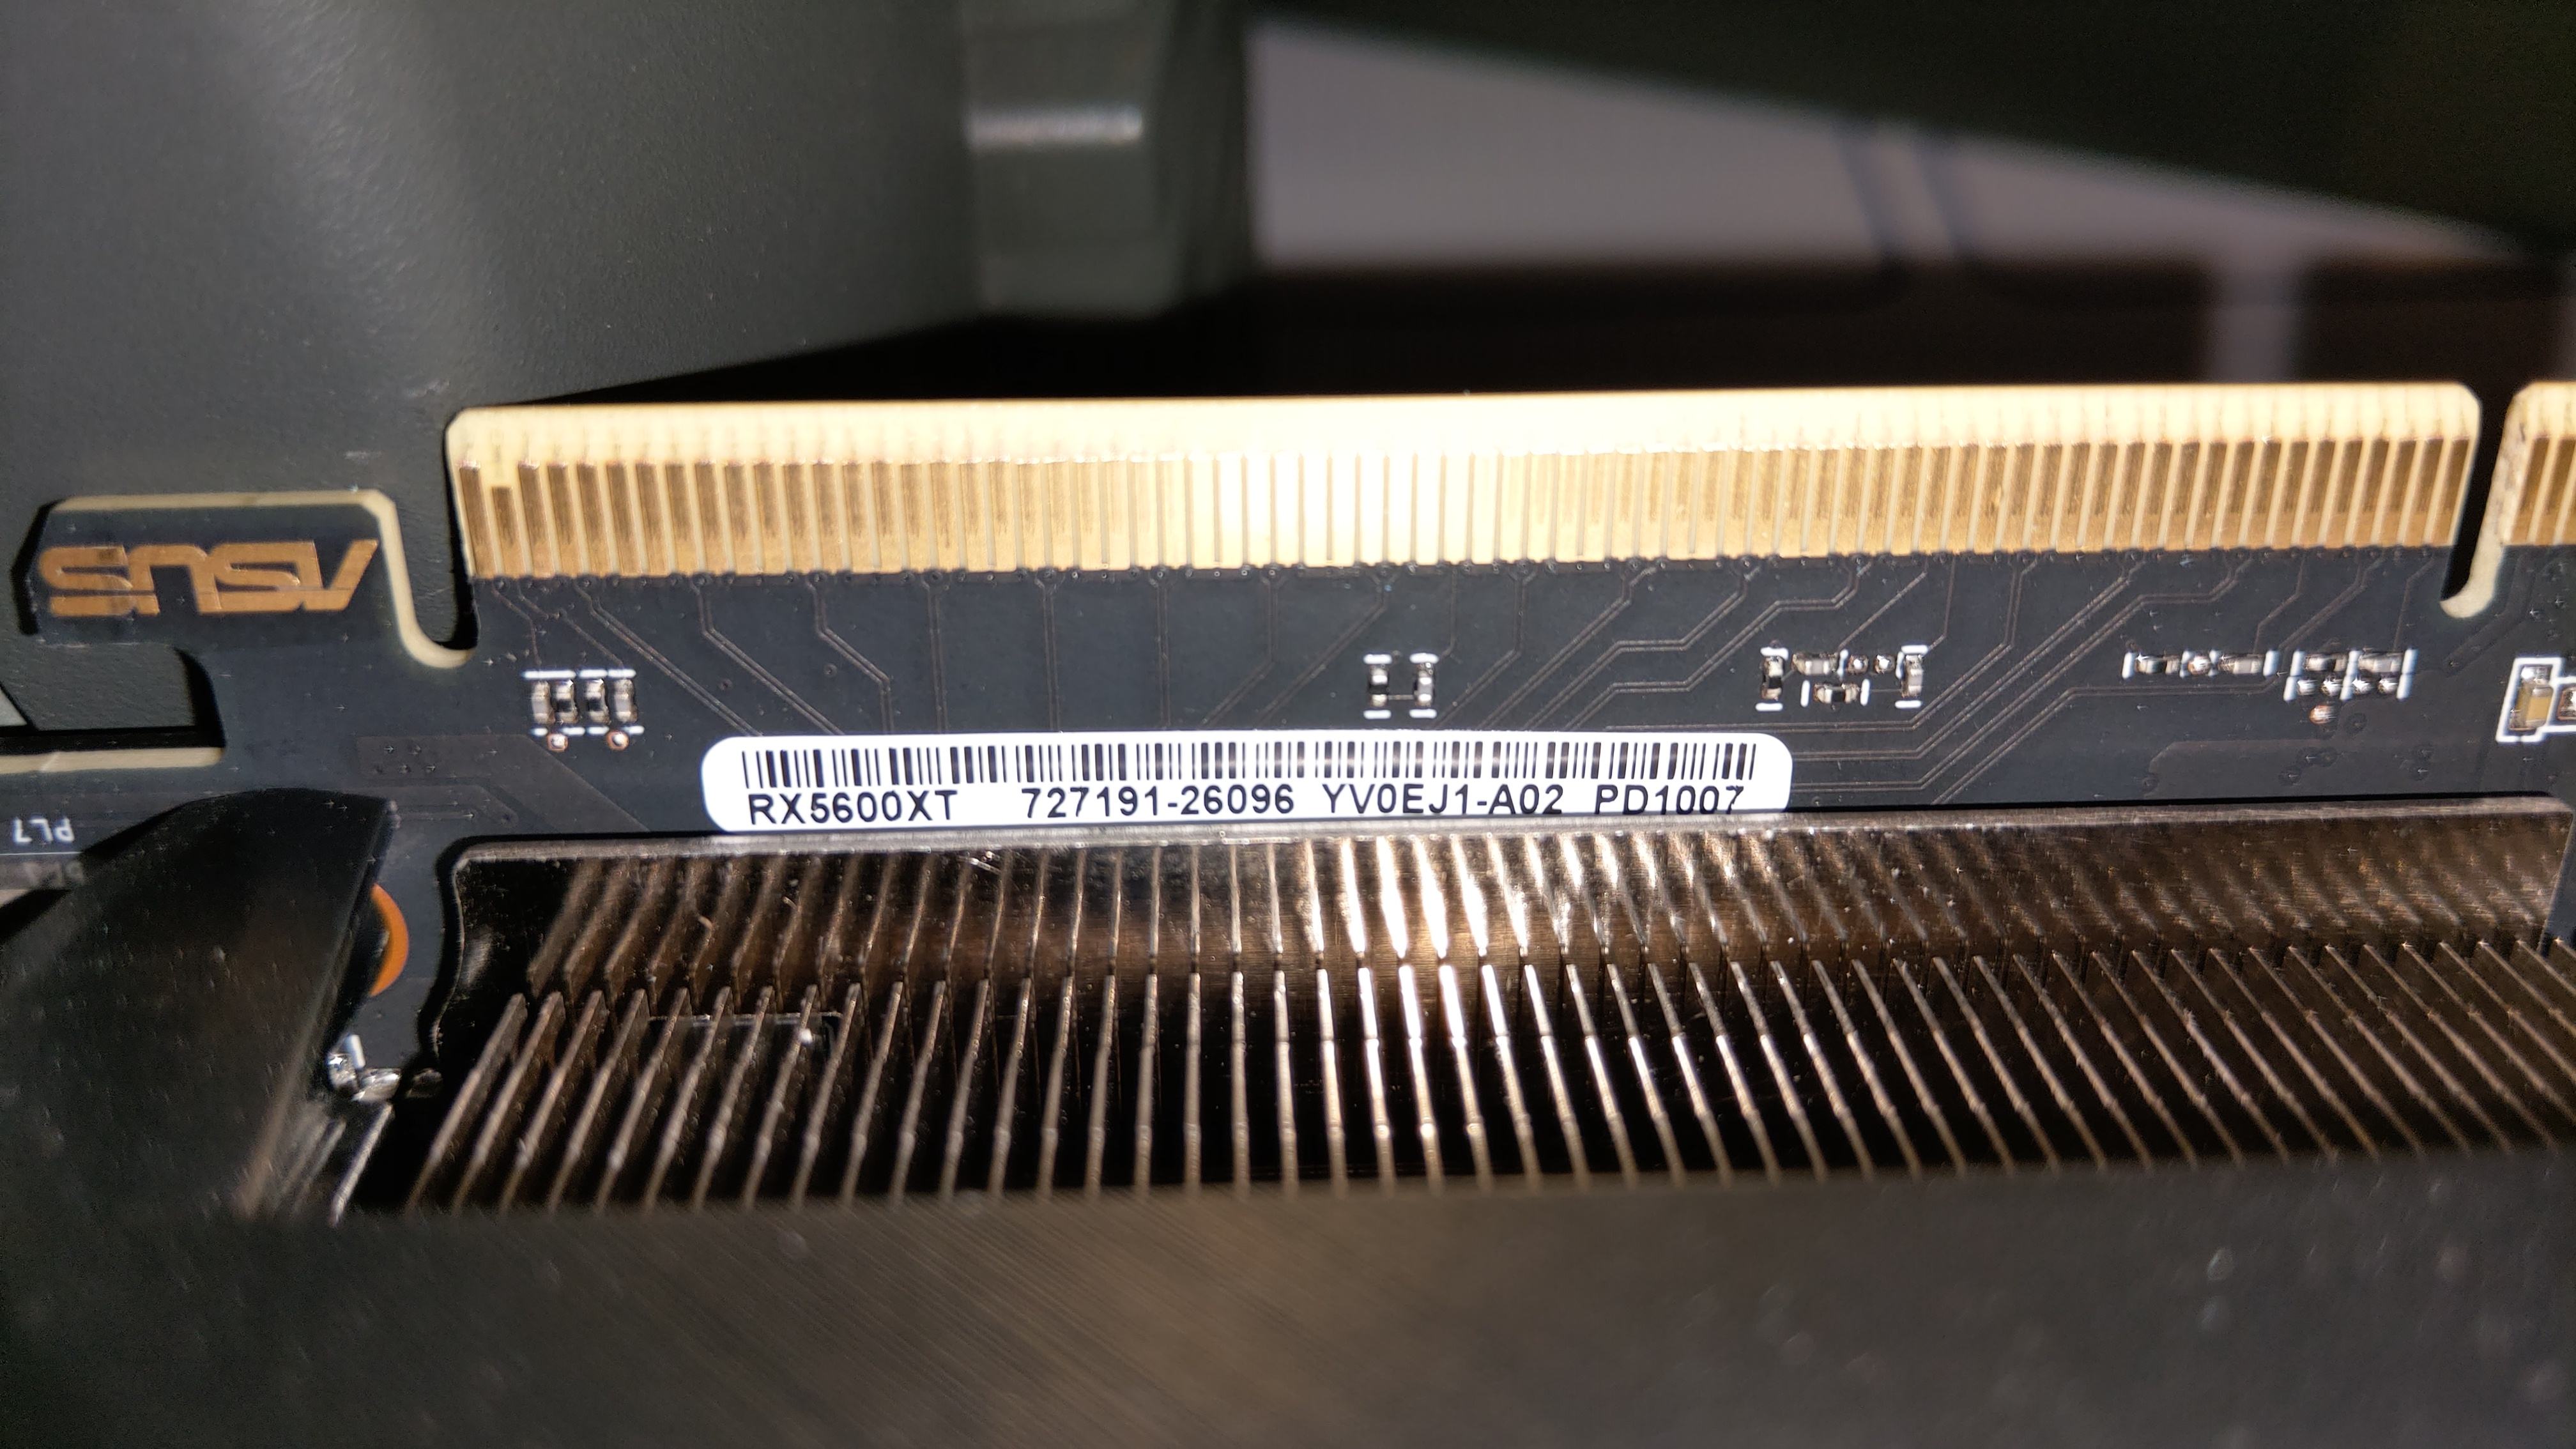 ASUS
RX5600XT 727191-26096 YV0EJ1-A02 PD1007
PL7